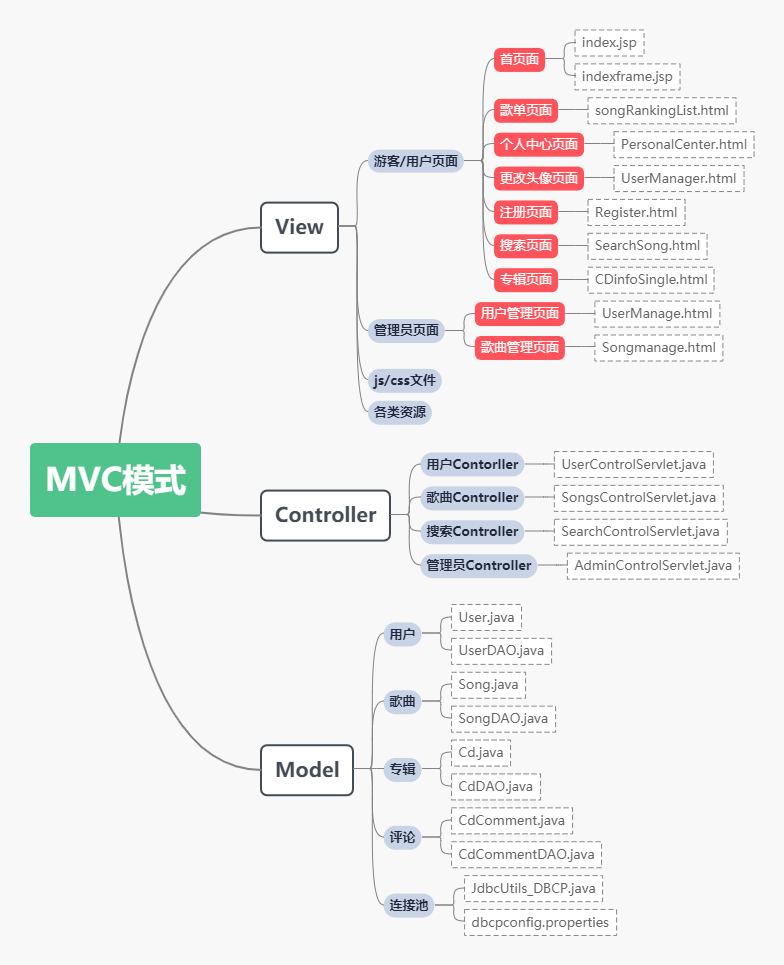 MVC模式
View
游客/用户页面
首页面
index.jsp
indexframe.jsp
歌单页面
songRankingList.html
个人中心页面
PersonalCenter.html
更改头像页面
UserManager.html
注册页面
Register.html
搜索页面
SearchSong.html
专辑页面
CDinfoSingle.html
管理员页面
用户管理页面
UserManage.html
歌曲管理页面
Songmanage.html
js/css文件
各类资源
Controller
用户Contorller
UserControlServlet.java
歌曲Controller
SongsControlServlet.java
搜索Controller
SearchControlServlet.java
管理员Controller
AdminControlServlet.java
Model
用户
User.java
UserDAO.java
歌曲
Song.java
SongDAO.java
专辑
Cd.java
CdDAO.java
评论
CdComment.java
CdCommentDAO.java
连接池
JdbcUtils_DBCP.java
dbcpconfig.properties